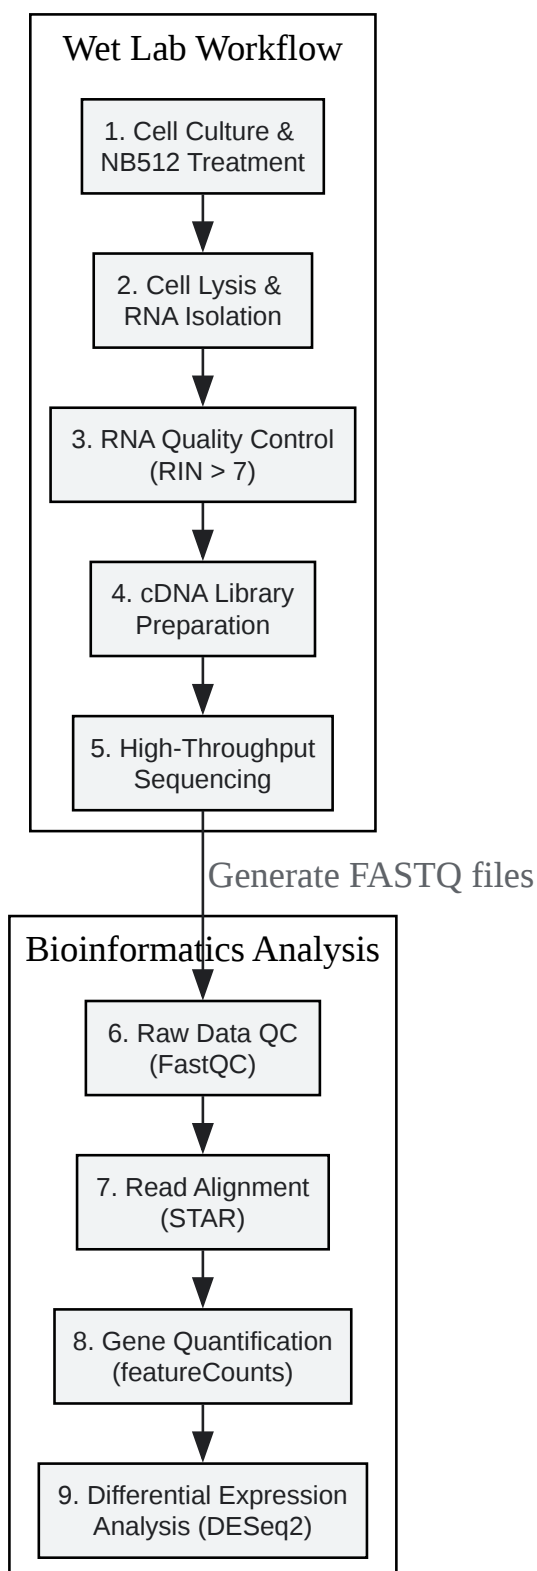 Wet Lab Workflow
1. Cell Culture &
NB512 Treatment
2. Cell Lysis &
RNA Isolation
3. RNA Quality Control
(RIN > 7)
4. cDNA Library
Preparation
5. High-Throughput
Sequencing
Generate FASTQ files
Bioinformatics Analysis
6. Raw Data QC
(FastQC)
7. Read Alignment
(STAR)
8. Gene Quantification
(featureCounts)
9. Differential Expression
Analysis (DESeq2)